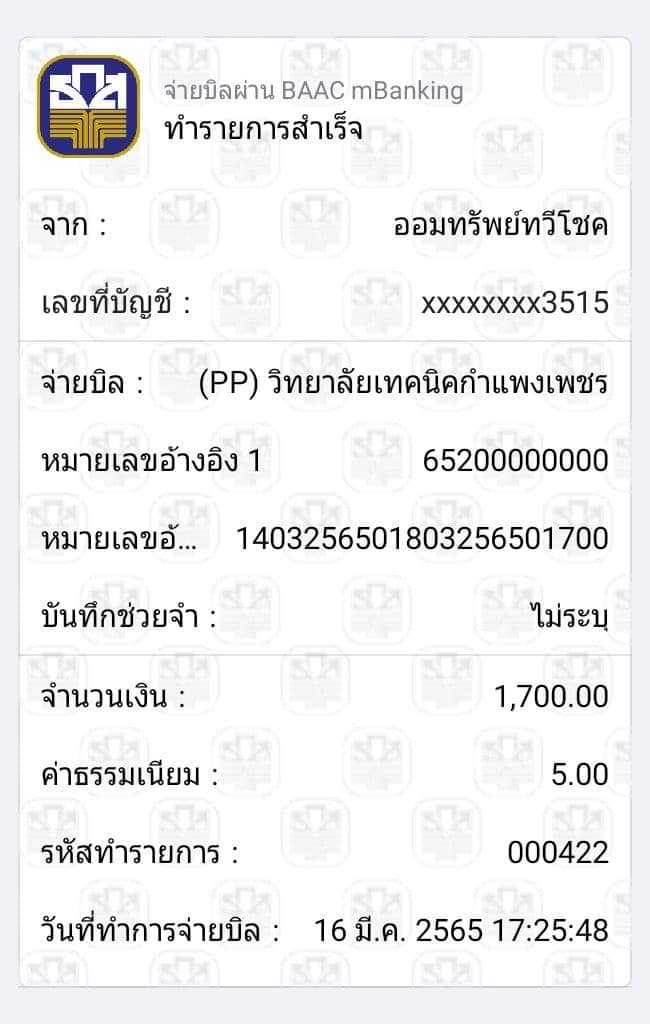 ธกส
จ่ายบิลผ่าน BAAC mBanking
ทำรายการสำเร็จ
จาก : ออมทรัพย์ทวีโชค
เลขที่บัญชี : xxxxxxxx3515
จ่ายบิล : (PP) วิทยาลัยเทคนิคกำแพงเพชร
หมายเลขอ้างอิง 1 65200000000
หมายเลขอ้... 1403256501803256501700
บันทึกช่วยจำ : ไม่ระบุ
จำนวนเงิน : 1,700.00
ค่าธรรมเนียม : 5.00
รหัสทำรายการ : 000422
วันที่ทำการจ่ายบิล : 16 มี.ค. 2565 17:25:48